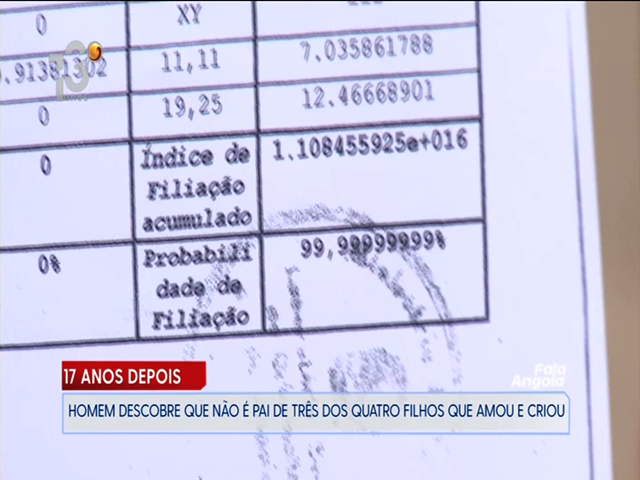 0
XY
.91381302
11,11
7.035861788
0
19,25
12.46668901
0
Índice de
Filiação
acumulado
1.108455925e+016
0%
Probabili
dade de
Filiação
99,99999999%
17 ANOS DEPOIS
Fala
Angola
HOMEM DESCOBRE QUE NÃO É PAI DE TRÊS DOS QUATRO FILHOS QUE AMOU E CRIOU